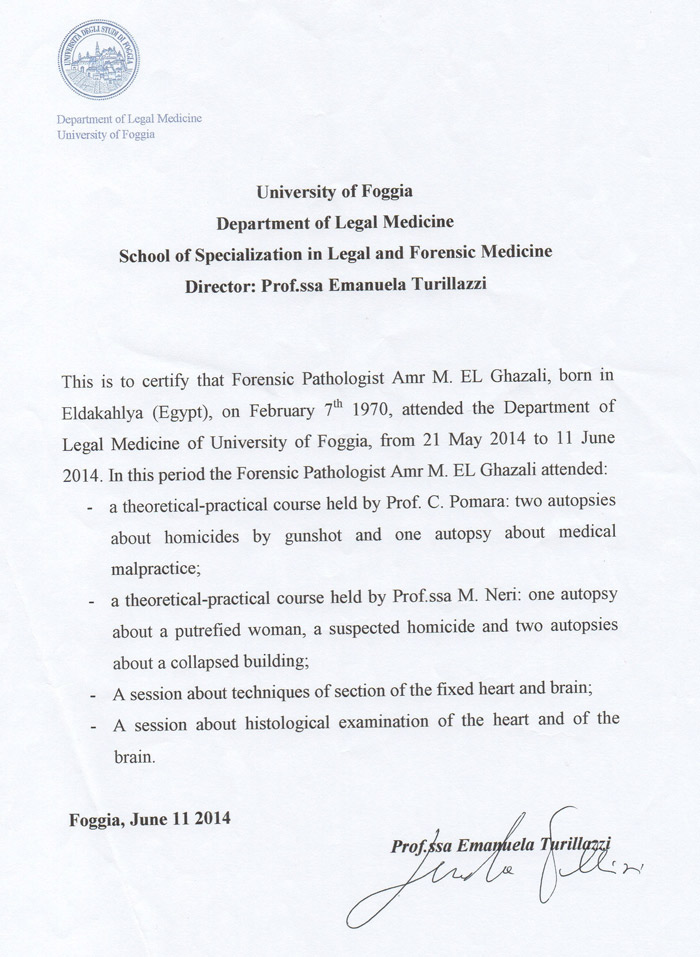 UNIVERSITÀ DEGLI STUDI DI FOGGIA
Department of Legal Medicine
University of Foggia
University of Foggia
Department of Legal Medicine
School of Specialization in Legal and Forensic Medicine
Director: Prof.ssa Emanuela Turillazzi
This is to certify that Forensic Pathologist Amr M. EL Ghazali, born in
Eldakahlya (Egypt), on February 7th 1970, attended the Department of
Legal Medicine of University of Foggia, from 21 May 2014 to 11 June
2014. In this period the Forensic Pathologist Amr M. EL Ghazali attended:
- a theoretical-practical course held by Prof. C. Pomara: two autopsies
about homicides by gunshot and one autopsy about medical
malpractice;
- a theoretical-practical course held by Prof.ssa M. Neri: one autopsy
about a putrefied woman, a suspected homicide and two autopsies
about a collapsed building;
- A session about techniques of section of the fixed heart and brain;
- A session about histological examination of the heart and of the
brain.
Foggia, June 11 2014
Prof.ssa Emanuela Turillazzi